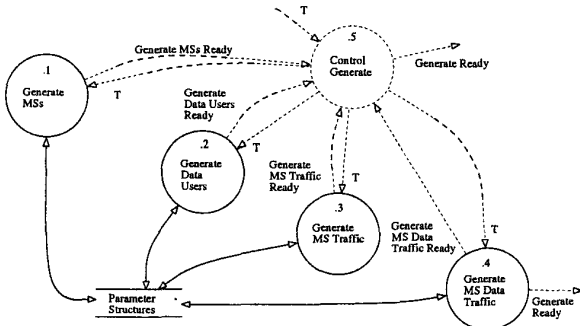 T
.5
Control
Generate
Generate Ready
Generate MSs Ready
.1
Generate
MSs
T
Generate
Data Users
Ready
.2
Generate
Data
Users
T
Generate
MS Traffic
Ready
T
.3
Generate
MS Traffic
Generate
MS Data
Traffic Ready
T
.4
Generate
MS Data
Traffic
Generate
Ready
Parameter
Structures